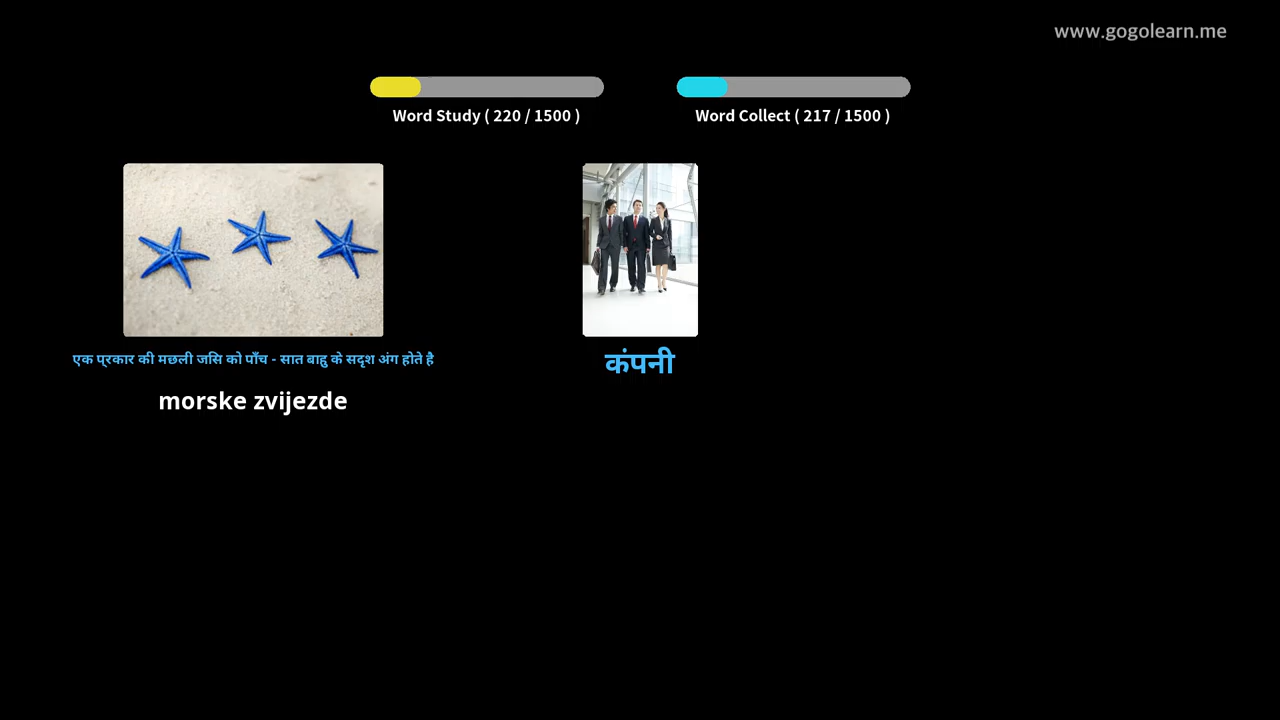 www.gogolearn.me
Word Study ( 220 / 1500 )
Word Collect ( 217 / 1500 )
एक प्रकार की मछली जसि को पाँच - सात बाहु के सदृश अंग होते है
कंपनी
morske zvijezde